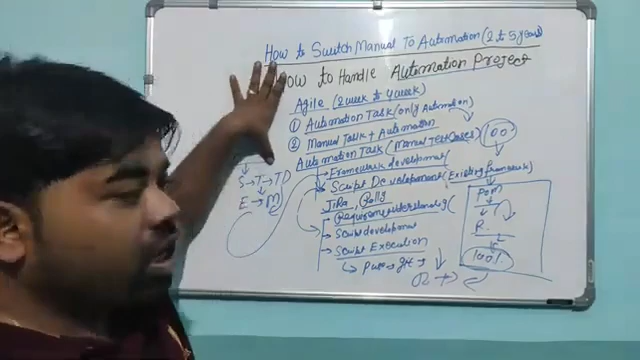 How to Switch Manual To Automation (2 to 5 years)
How to Handle Automation Project
Agile (2 week to 4 week)
① Automation Task (only Automation)
② Manual Task + Automation
Automation Task (Manual Test Cases) 100
→ Framework development
→ Script Development (Existing framework)
Jira, Rally
→ Requirement Understanding
→ Script development
→ Script Execution
S → T → TD
E → M
POM
R
100%